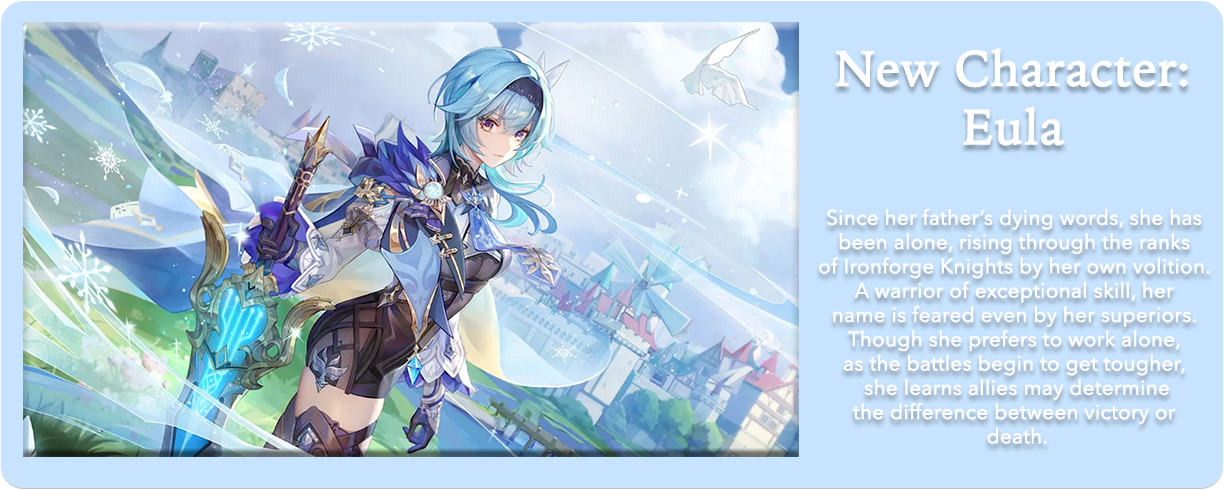 New Character:
Eula
Since her father's dying words, she has
been alone, rising through the ranks
of Ironforge Knights by her own volition.
A warrior of exceptional skill, her
name is feared even by her superiors.
Though she prefers to work alone,
as the battles begin to get tougher,
she learns allies may determine
the difference between victory or
death.